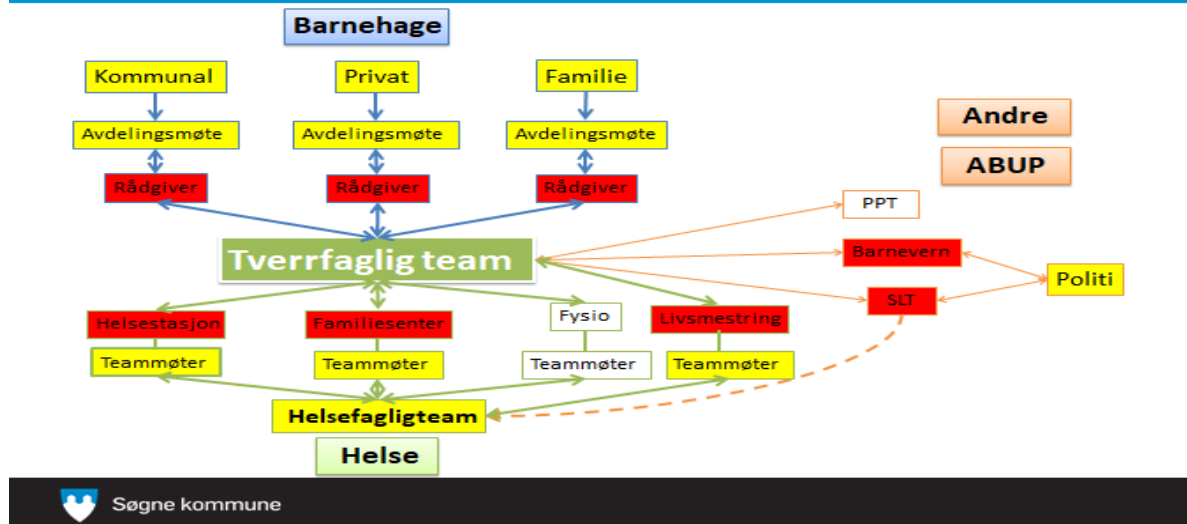 Barnehage
Kommunal Privat Familie
Avdelingsmøte Avdelingsmøte Avdelingsmøte
Rådgiver Rådgiver Rådgiver
Andre
ABUP
PPT
Tverrfaglig team
Barnevern
Politi
SLT
Helsestasjon Familiesenter Fysio Livsmestring
Teammøter Teammøter Teammøter Teammøter
Helsefagligteam
Helse
Søgne kommune